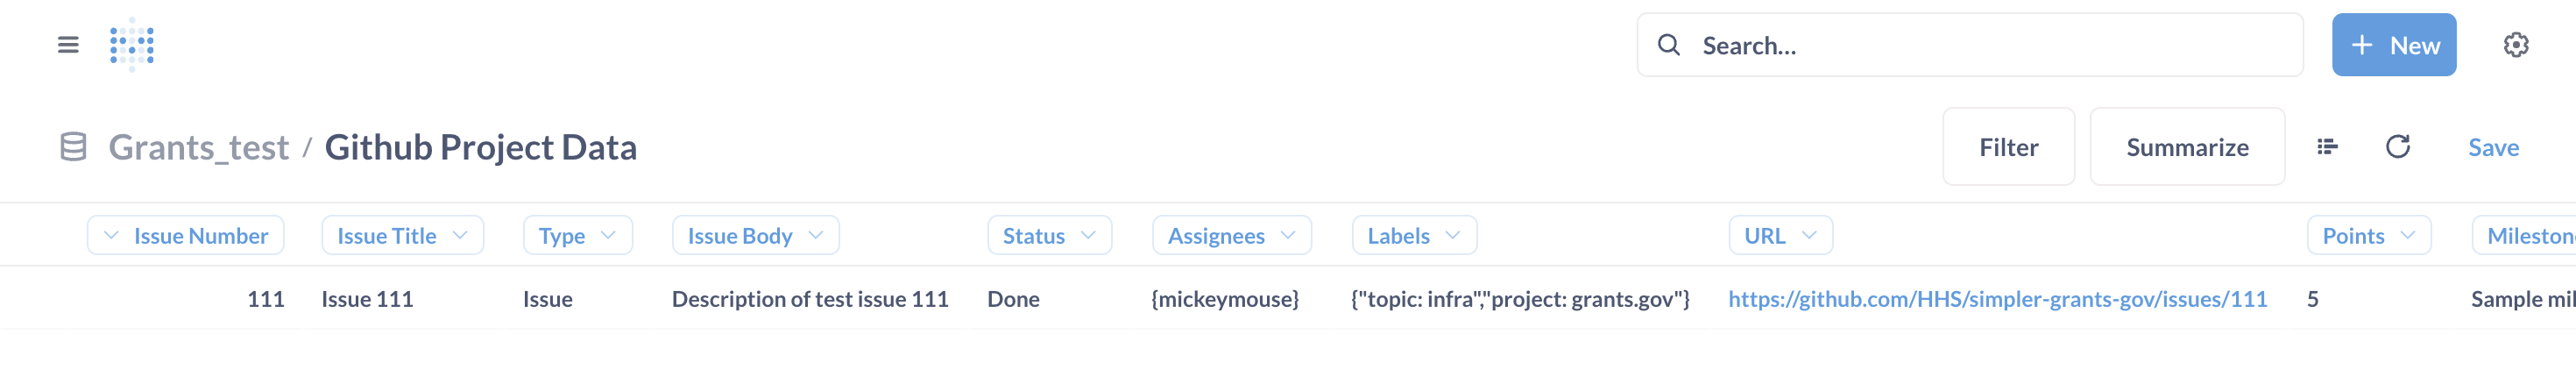 Search...
+ New
Grants_test / Github Project Data
Filter
Summarize
Save
Issue Number Issue Title Type Issue Body Status Assignees Labels URL Points Mileston
111 Issue 111 Issue Description of test issue 111 Done {mickeymouse} {"topic: infra","project: grants.gov"} https://github.com/HHS/simpler-grants-gov/issues/111 5 Sample mil